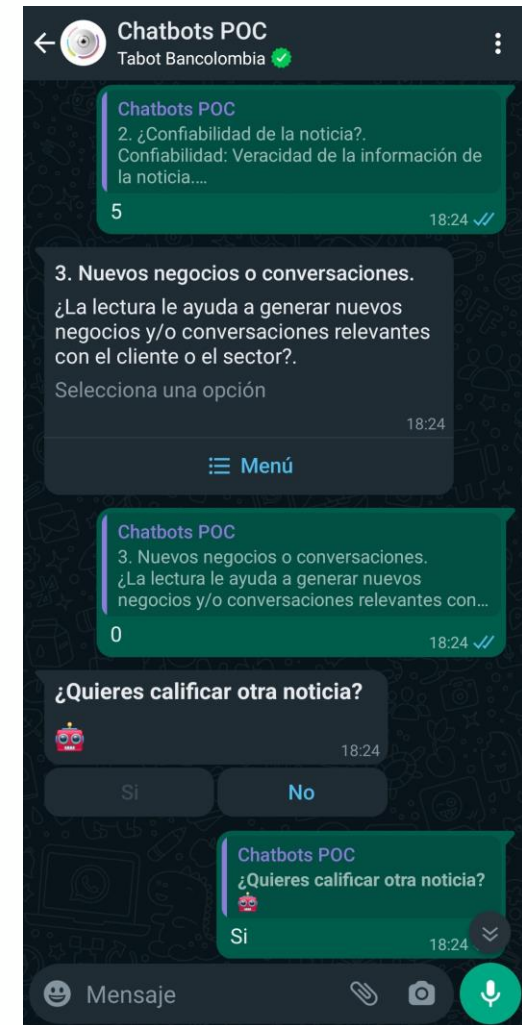 Chatbots POC
Tabot Bancolombia
Chatbots POC
2. ¿Confiabilidad de la noticia?.
Confiabilidad: Veracidad de la información de
la noticia....
5
18:24
3. Nuevos negocios o conversaciones.
¿La lectura le ayuda a generar nuevos
negocios y/o conversaciones relevantes
con el cliente o el sector?.
Selecciona una opción
18:24
Menú
Chatbots POC
3. Nuevos negocios o conversaciones.
¿La lectura le ayuda a generar nuevos
negocios y/o conversaciones relevantes con...
0
18:24
¿Quieres calificar otra noticia?
18:24
Si
No
Chatbots POC
¿Quieres calificar otra noticia?
Si
18:24
Mensaje